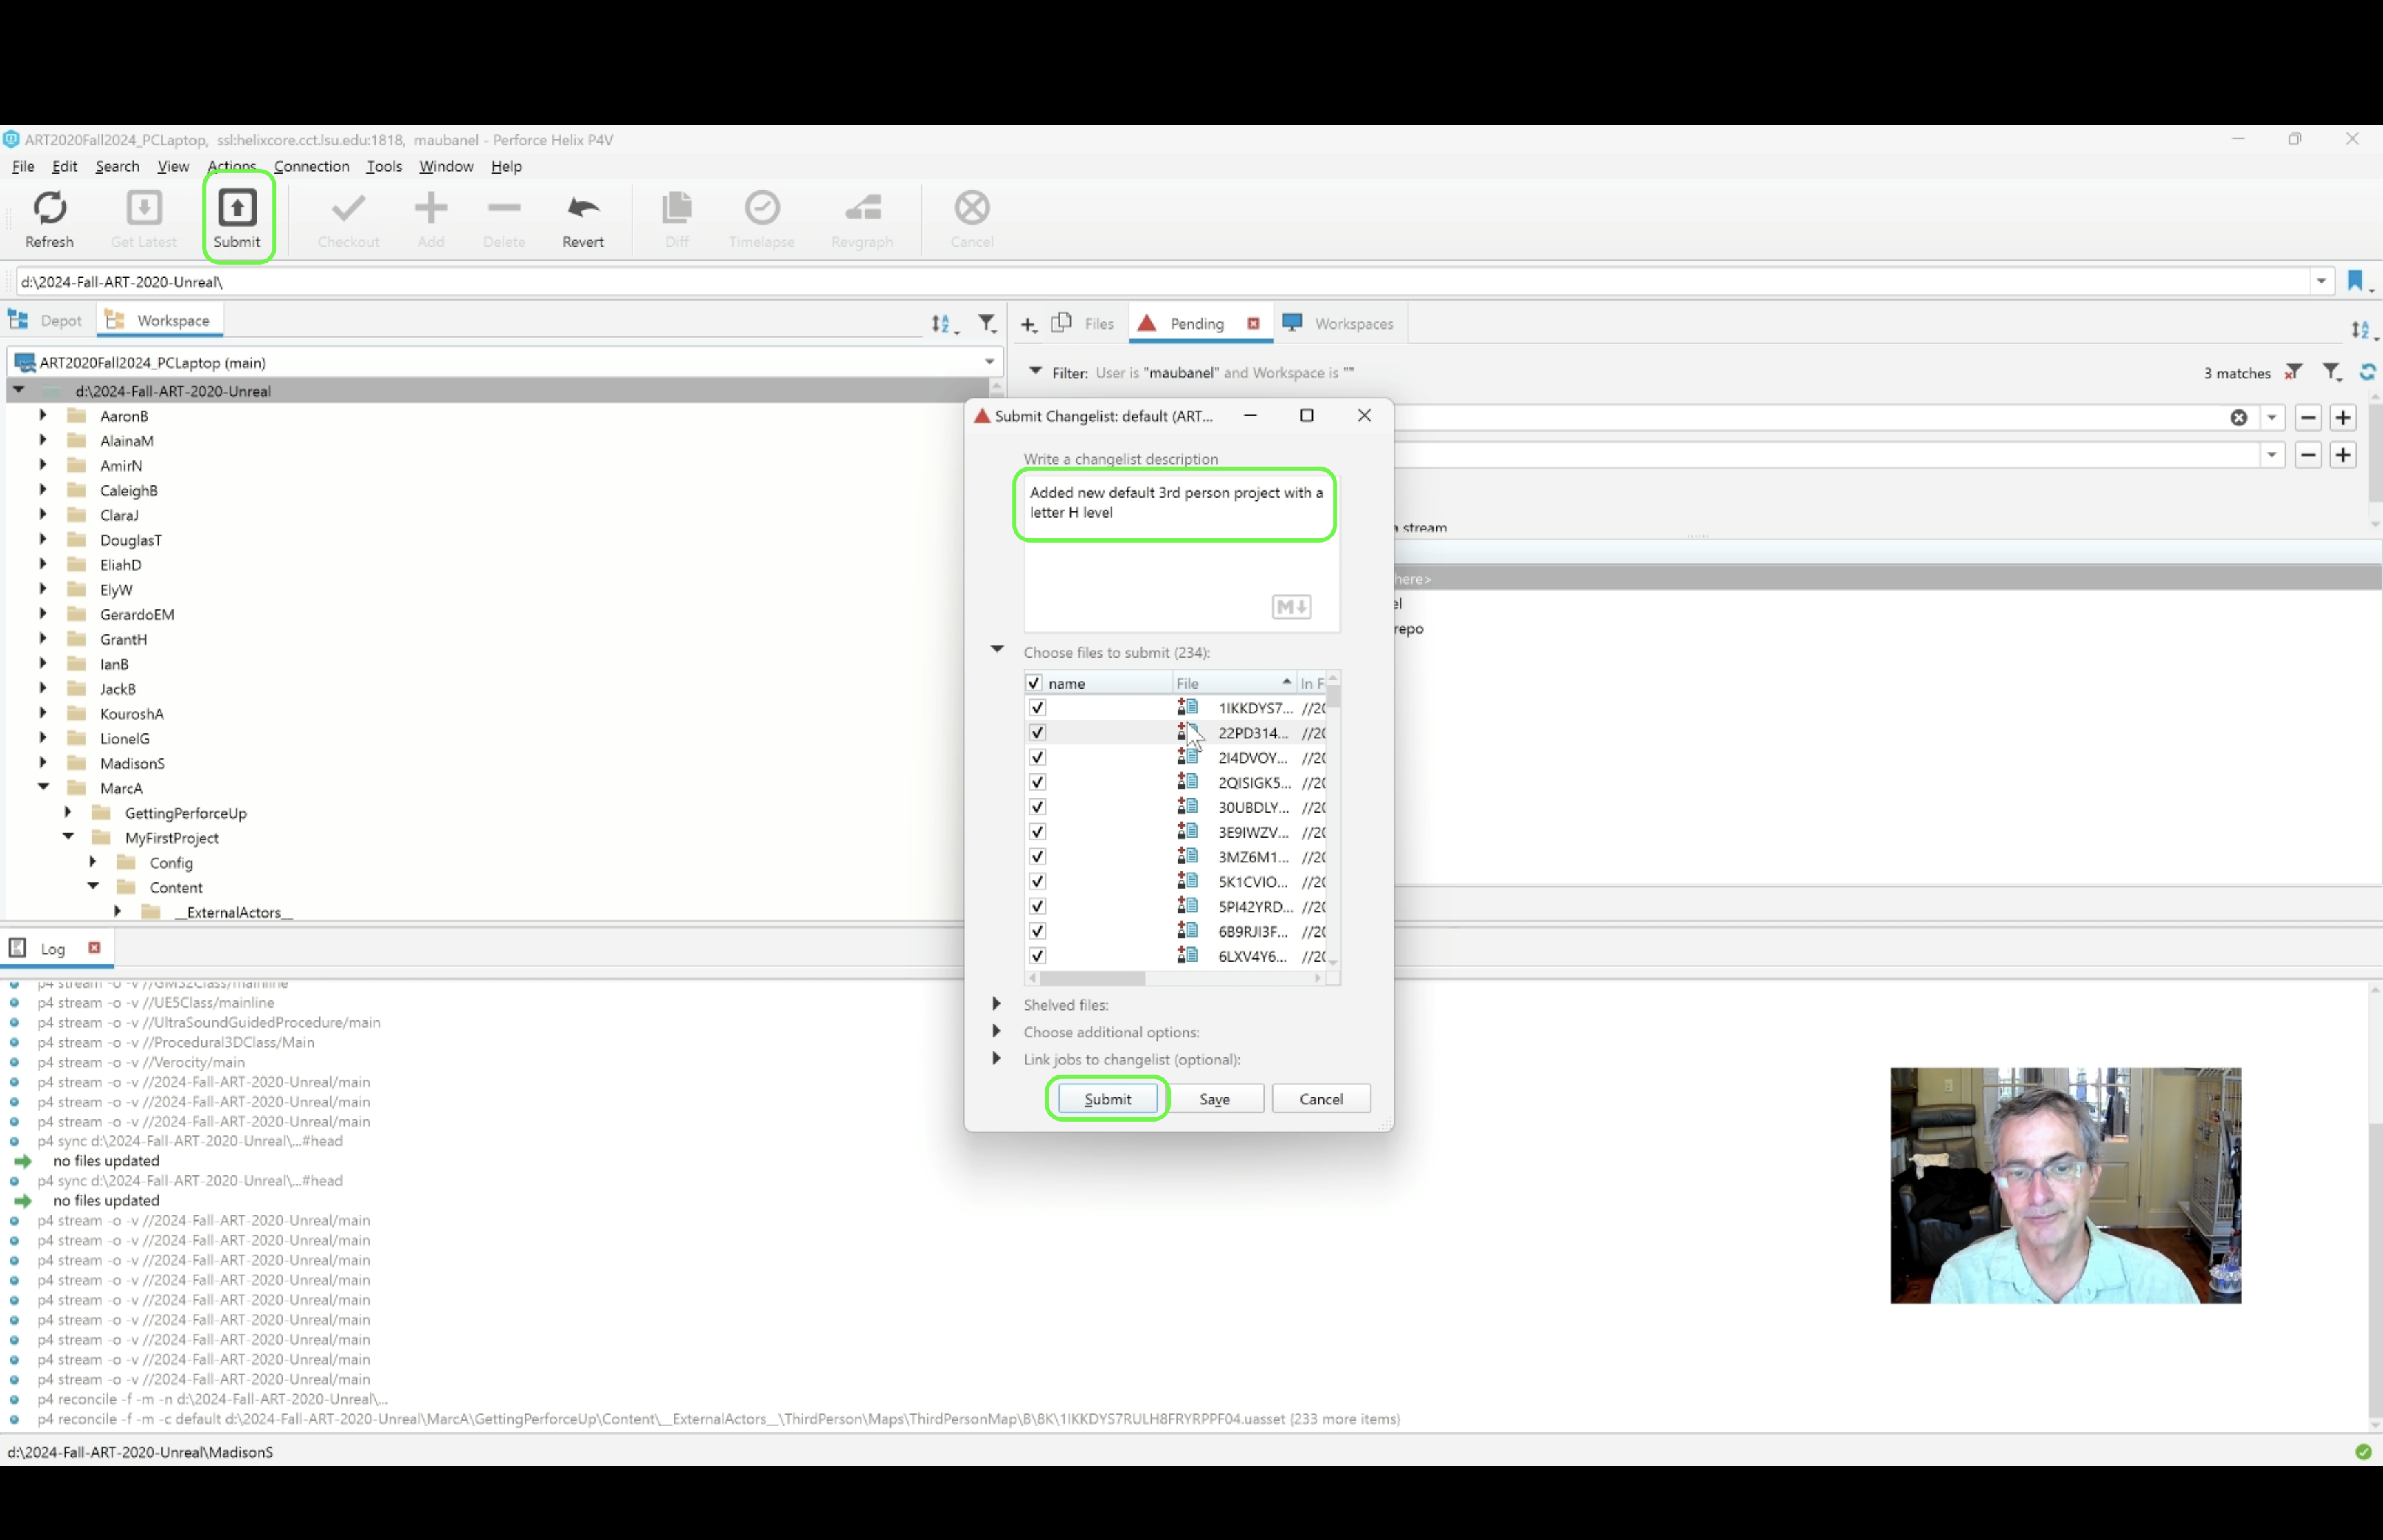 ART2020Fall2024_PCLaptop, ssl:helixcore.cct.lsu.edu:1818, maubanel - Perforce Helix P4V
File Edit Search View Actions Connection Tools Window Help
Refresh Get Latest Submit Checkout Add Delete Revert Diff Timelapse Revgraph Cancel
d:\2024-Fall-ART-2020-Unreal\
Depot Workspace
ART2020Fall2024_PCLaptop (main)
d:\2024-Fall-ART-2020-Unreal
AaronB
AlainaM
AmirN
CaleighB
ClaraJ
DouglasT
EliahD
ElyW
GerardoEM
GrantH
IanB
JackB
KouroshA
LionelG
MadisonS
MarcA
GettingPerforceUp
MyFirstProject
Config
Content
__ExternalActors__
Files Pending Workspaces
Filter: User is "maubanel" and Workspace is ""
3 matches
a stream
here>
el
repo
Submit Changelist: default (ART...
Write a changelist description
Added new default 3rd person project with a
letter H level
M
Choose files to submit (234):
name File In F
1IKKDYS7... //20
22PD314... //20
2I4DVOY... //20
2QISIGK5... //20
30UBDLY... //20
3E9IWZV... //20
3MZ6M1... //20
5K1CVIO... //20
5PI42YRD... //20
6B9RJI3F... //20
6LXV4Y6... //20
Shelved files:
Choose additional options:
Link jobs to changelist (optional):
Submit Save Cancel
Log
p4 stream -o -v //GMS2Class/mainline
p4 stream -o -v //UE5Class/mainline
p4 stream -o -v //UltraSoundGuidedProcedure/main
p4 stream -o -v //Procedural3DClass/Main
p4 stream -o -v //Verocity/main
p4 stream -o -v //2024-Fall-ART-2020-Unreal/main
p4 stream -o -v //2024-Fall-ART-2020-Unreal/main
p4 stream -o -v //2024-Fall-ART-2020-Unreal/main
p4 sync d:\2024-Fall-ART-2020-Unreal\...#head
no files updated
p4 sync d:\2024-Fall-ART-2020-Unreal\...#head
no files updated
p4 stream -o -v //2024-Fall-ART-2020-Unreal/main
p4 stream -o -v //2024-Fall-ART-2020-Unreal/main
p4 stream -o -v //2024-Fall-ART-2020-Unreal/main
p4 stream -o -v //2024-Fall-ART-2020-Unreal/main
p4 stream -o -v //2024-Fall-ART-2020-Unreal/main
p4 stream -o -v //2024-Fall-ART-2020-Unreal/main
p4 stream -o -v //2024-Fall-ART-2020-Unreal/main
p4 stream -o -v //2024-Fall-ART-2020-Unreal/main
p4 stream -o -v //2024-Fall-ART-2020-Unreal/main
p4 reconcile -f -m -n d:\2024-Fall-ART-2020-Unreal\...
p4 reconcile -f -m -c default d:\2024-Fall-ART-2020-Unreal\MarcA\GettingPerforceUp\Content\__ExternalActors__\ThirdPerson\Maps\ThirdPersonMap\B\8K\1IKKDYS7RULH8FRYRPPF04.uasset (233 more items)
d:\2024-Fall-ART-2020-Unreal\MadisonS